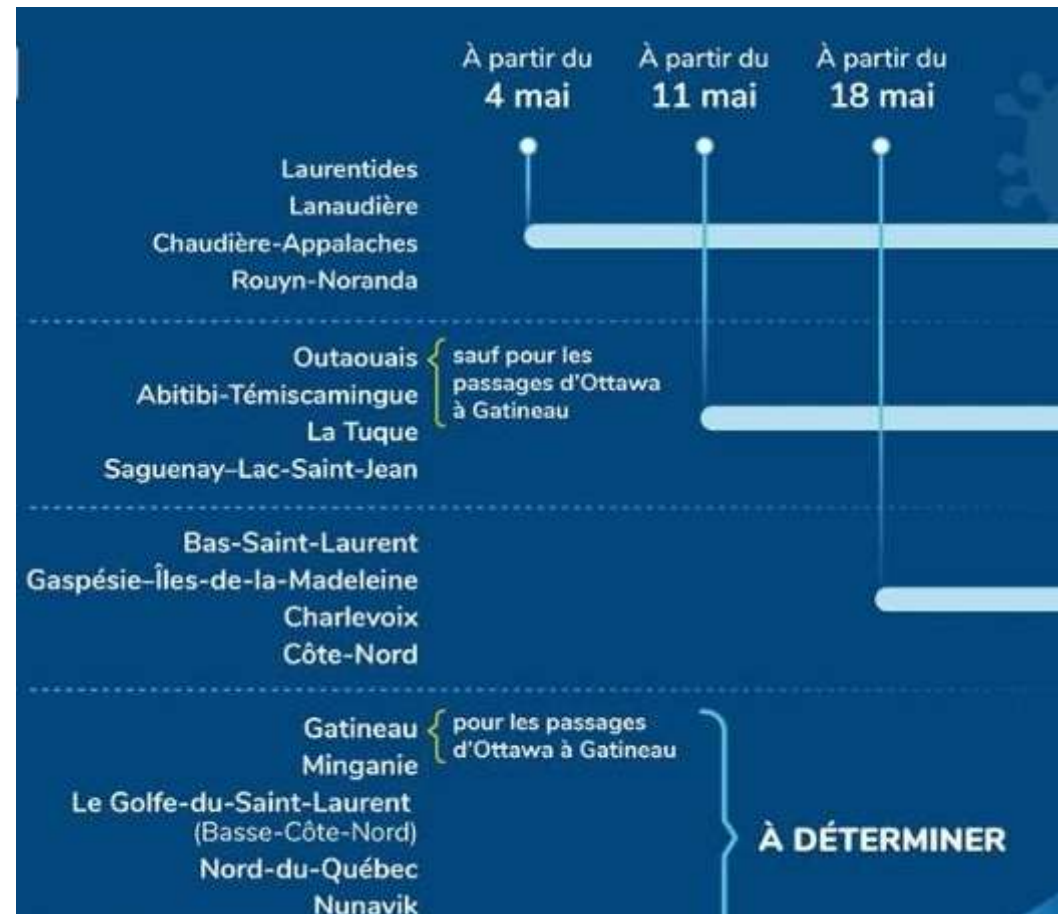 À partir du
4 mai
À partir du
11 mai
À partir du
18 mai
Laurentides
Lanaudière
Chaudière-Appalaches
Rouyn-Noranda
Outaouais
Abitibi-Témiscamingue
La Tuque
Saguenay–Lac-Saint-Jean
sauf pour les
passages d'Ottawa
à Gatineau
Bas-Saint-Laurent
Gaspésie–Îles-de-la-Madeleine
Charlevoix
Côte-Nord
Gatineau
Minganie
Le Golfe-du-Saint-Laurent
(Basse-Côte-Nord)
Nord-du-Québec
Nunavik
pour les passages
d'Ottawa à Gatineau
À DÉTERMINER